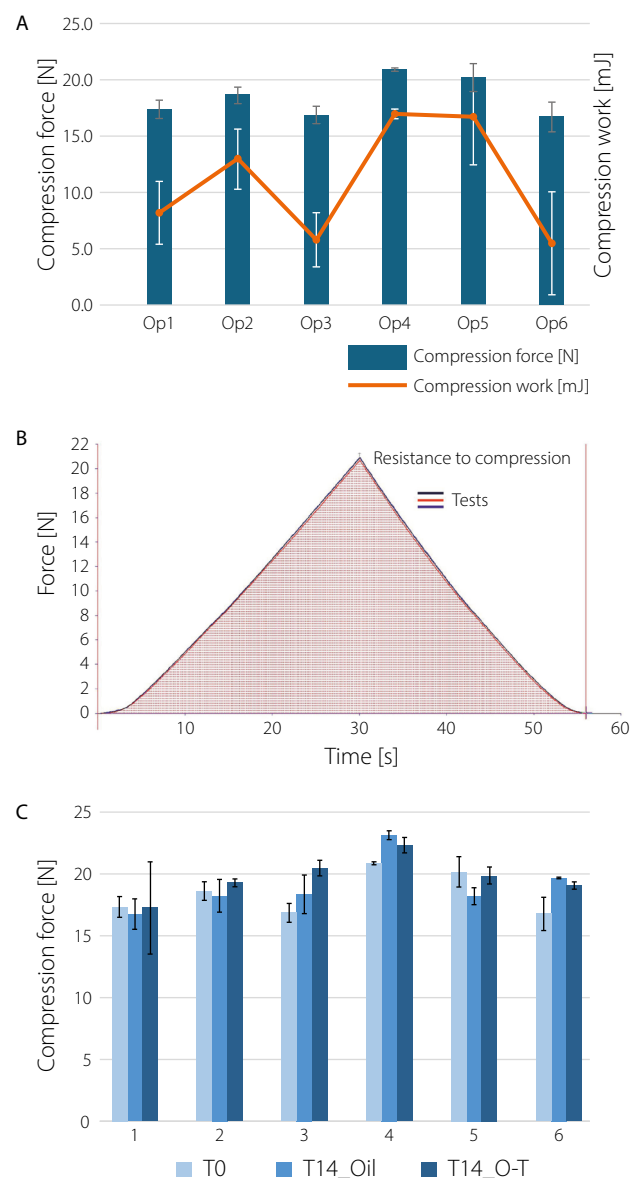 A
25.0
20.0
15.0
10.0
5.0
0.0
Compression force [N]
Compression work [mJ]
Op1 Op2 Op3 Op4 Op5 Op6
Compression force [N]
Compression work [mJ]
B
22
20
18
16
14
12
10
8
6
4
2
0
Force [N]
Resistance to compression
Tests
10 20 30 40 50 60
Time [s]
C
25
20
15
10
5
0
Compression force [N]
1 2 3 4 5 6
T0 T14_Oil T14_O-T